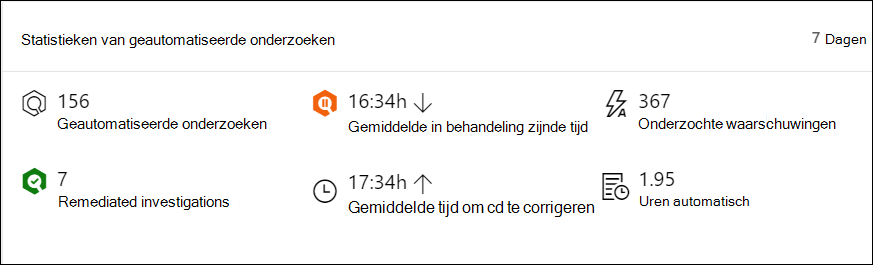 Statistieken van geautomatiseerde onderzoeken 7 Dagen
156 16:34h 367
Geautomatiseerde onderzoeken Gemiddelde in behandeling zijnde tijd Onderzochte waarschuwingen
7 17:34h 1.95
Remediated investigations Gemiddelde tijd om cd te corrigeren Uren automatisch